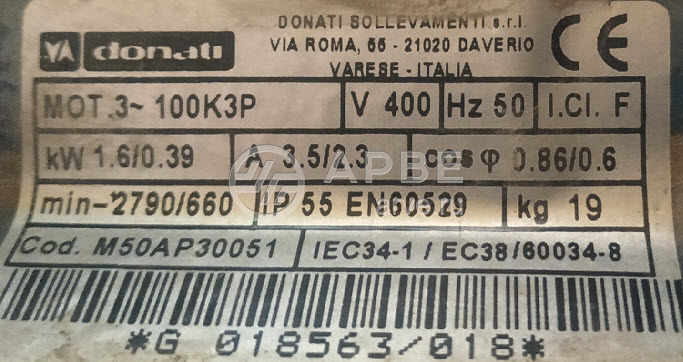 DONATI SOLLEVAMENTI s.r.l.
VIA ROMA, 55 - 21020 DAVERIO
VARESE - ITALIA
donati
CE
MOT.3~ 100K3P V 400 Hz 50 I.Cl. F
kW 1.6/0.39 A 3.5/2.3 cos φ 0.86/0.6
min-2790/660 IP 55 EN60529 kg 19
Cod. M50AP30051 IEC34-1 / EC38/60034-8
*G 018563/018*
ARBE